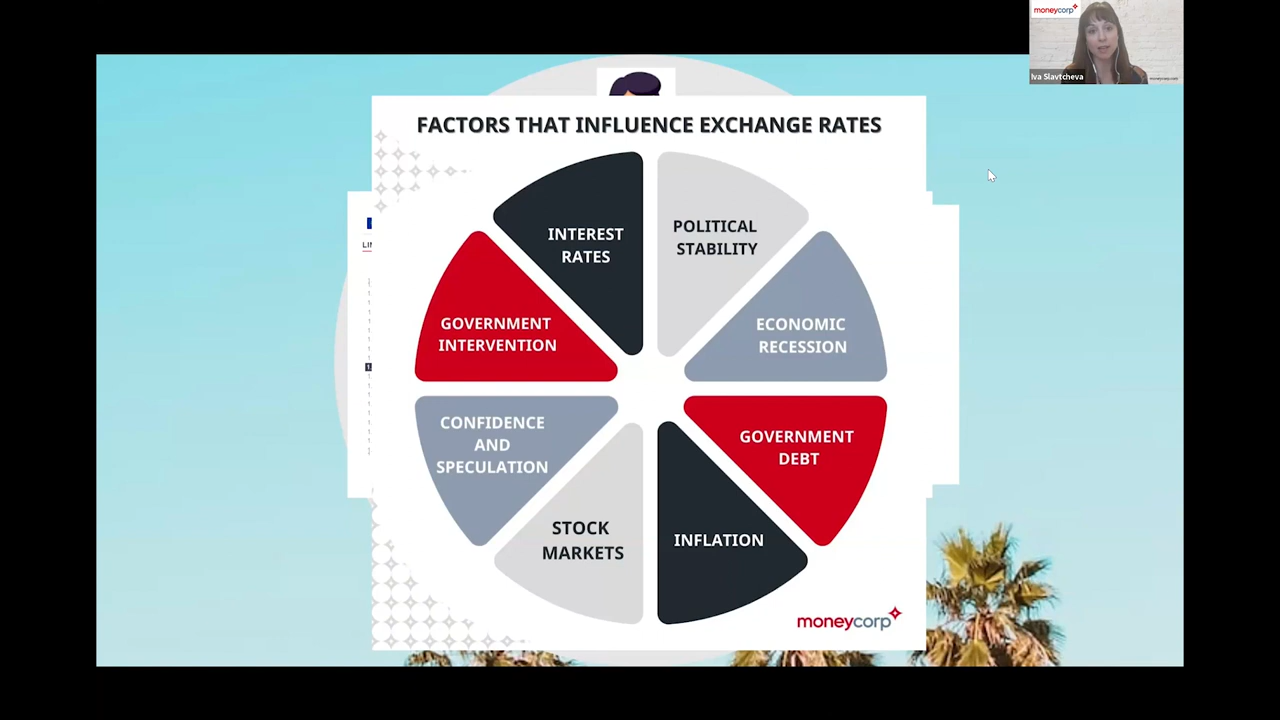 moneycorp
Iva Slavtcheva
FACTORS THAT INFLUENCE EXCHANGE RATES
INTEREST
RATES
POLITICAL
STABILITY
GOVERNMENT
INTERVENTION
ECONOMIC
RECESSION
CONFIDENCE
AND
SPECULATION
GOVERNMENT
DEBT
STOCK
MARKETS
INFLATION
moneycorp